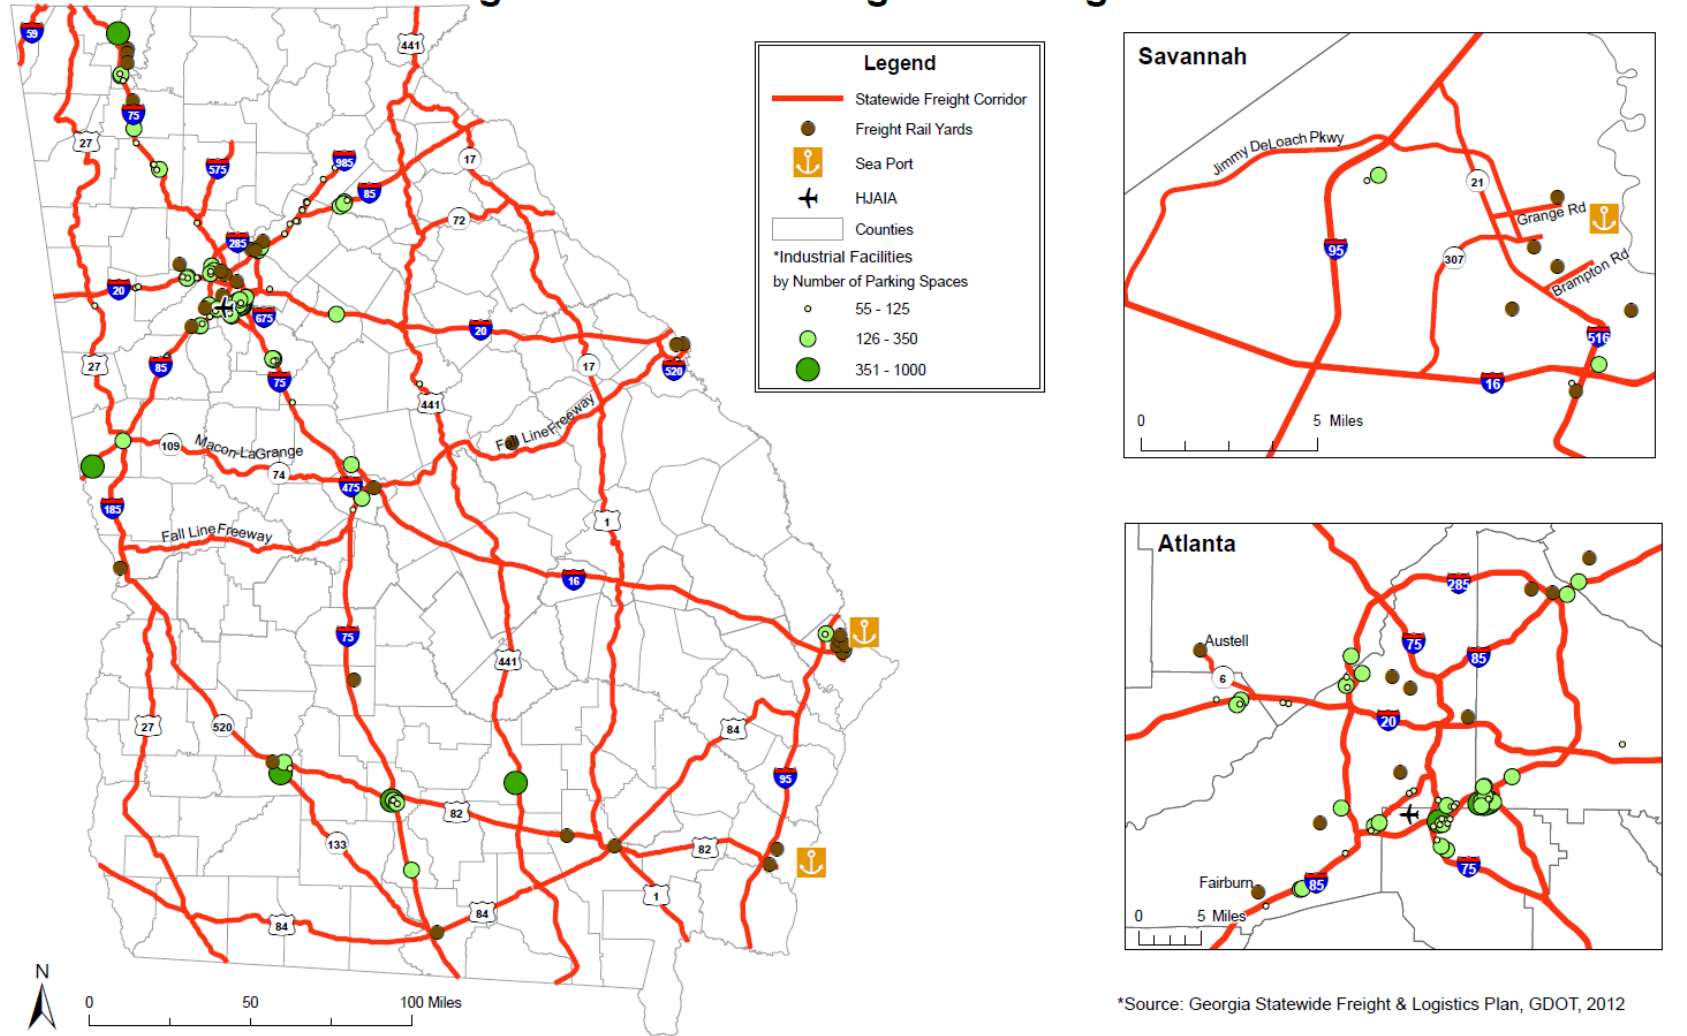 59
441
75
27
575
985
85
17
72
285
20
675
20
85
75
27
17
520
441
Fall Line Freeway
109
Macon-LaGrange
74
475
185
1
Fall Line Freeway
16
75
441
27
520
84
95
82
133
82
1
84
84
N
0 50 100 Miles
Legend
Statewide Freight Corridor
Freight Rail Yards
Sea Port
HJAIA
Counties
*Industrial Facilities
by Number of Parking Spaces
55 - 125
126 - 350
351 - 1000
Savannah
Jimmy DeLoach Pkwy
21
Grange Rd
95
307
Brampton Rd
516
16
0 5 Miles
Atlanta
285
Austell
75
85
6
20
75
Fairburn
85
0 5 Miles
*Source: Georgia Statewide Freight & Logistics Plan, GDOT, 2012